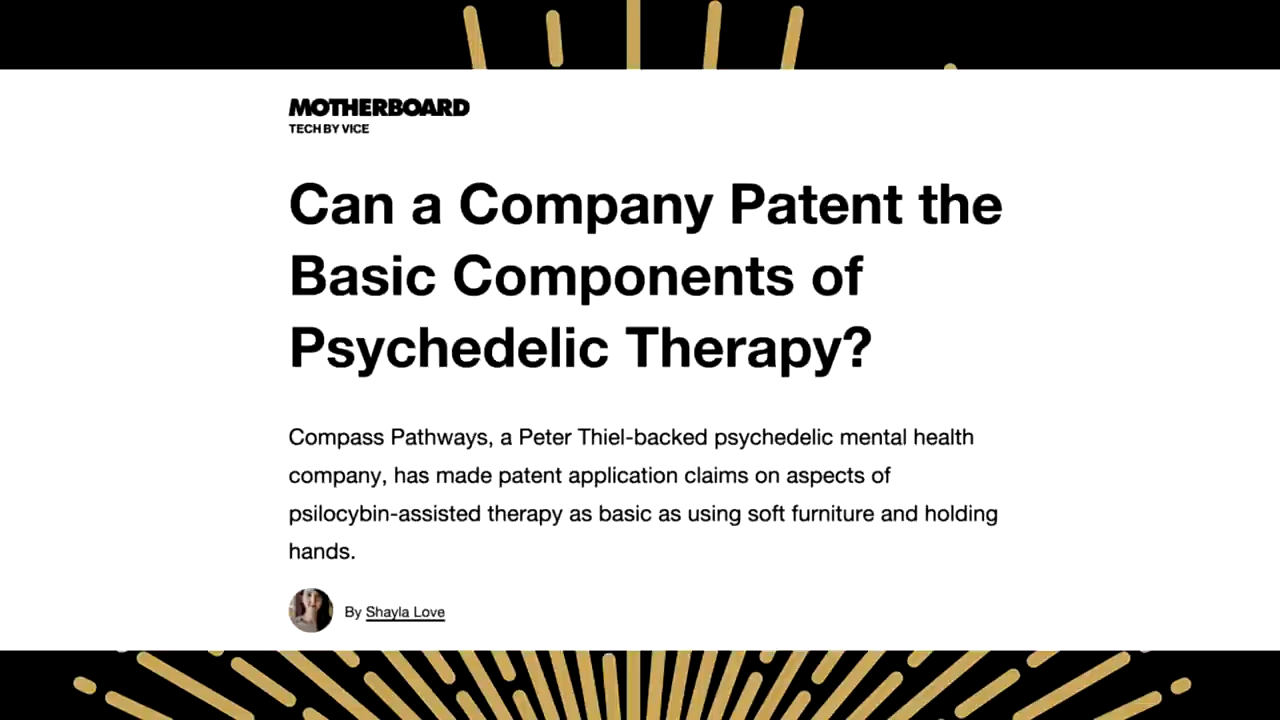 MOTHERBOARD
TECH BY VICE
Can a Company Patent the
Basic Components of
Psychedelic Therapy?
Compass Pathways, a Peter Thiel-backed psychedelic mental health
company, has made patent application claims on aspects of
psilocybin-assisted therapy as basic as using soft furniture and holding
hands.
By Shayla Love